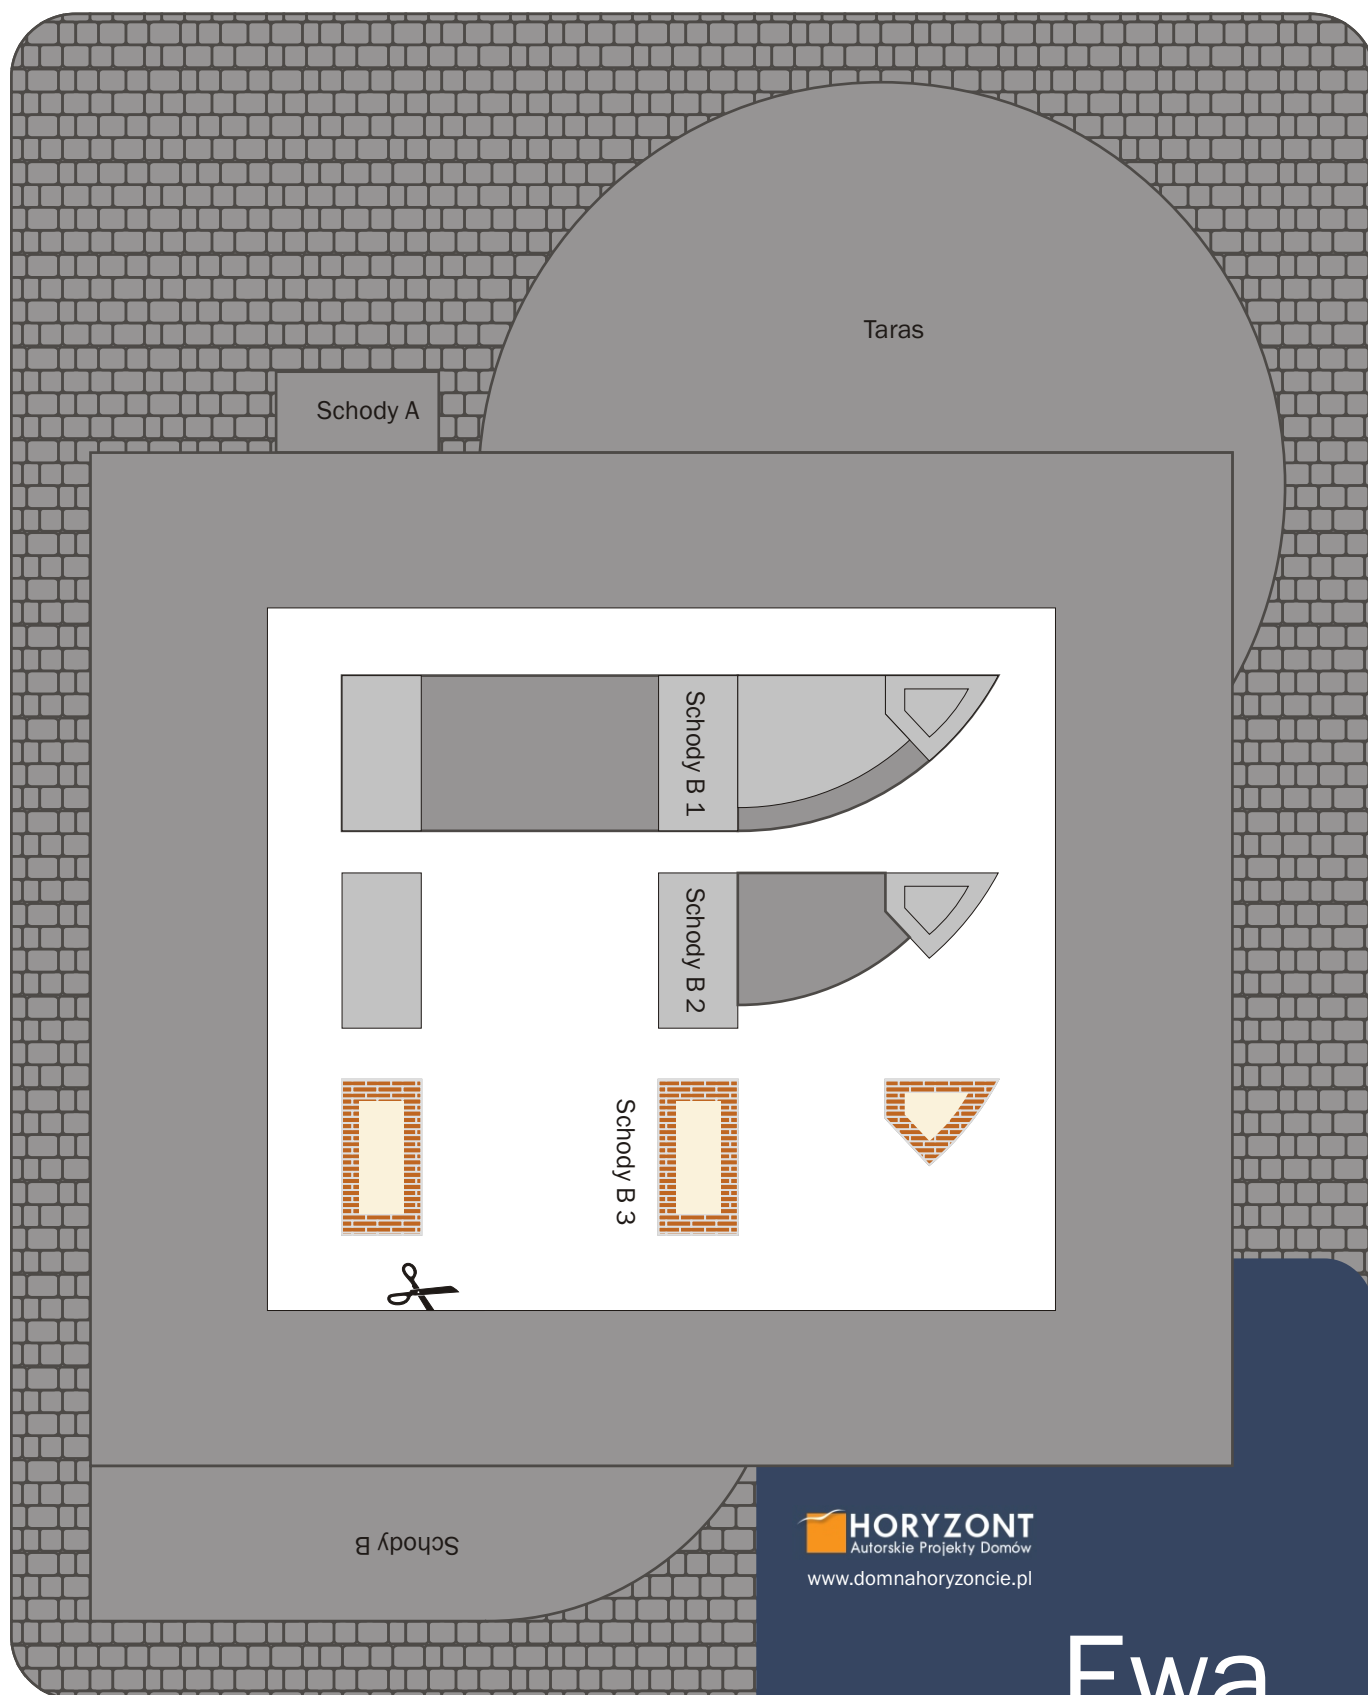 Taras
Schody A
Schody B 1
Schody B 2
Schody B 3
Schody B
HORYZONT
Autorskie Projekty Domów
www.domnahoryzoncie.pl
Ewa